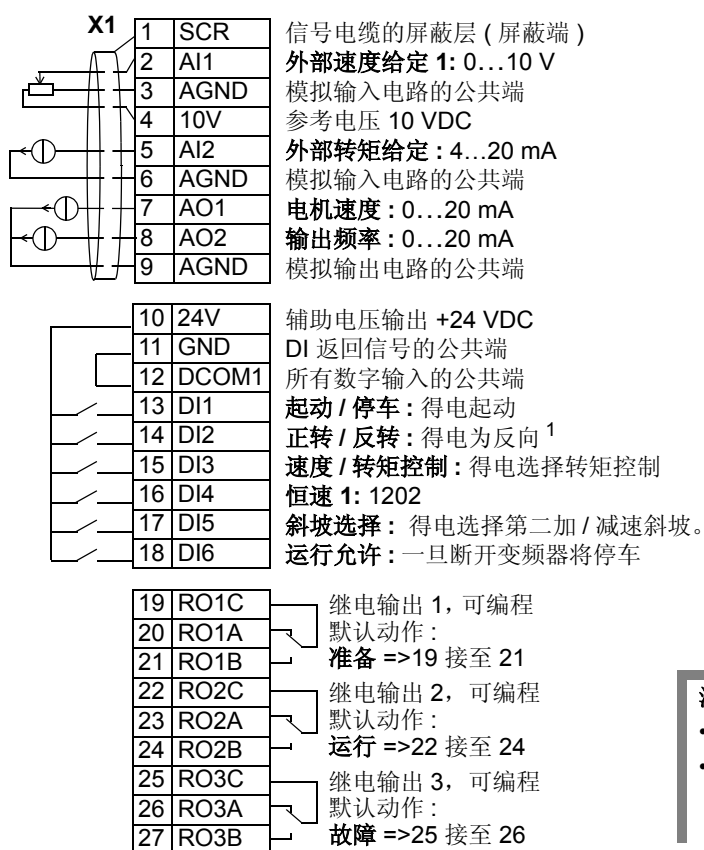 X1
1 SCR 信号电缆的屏蔽层 ( 屏蔽端 )
2 AI1 外部速度给定 1: 0…10 V
3 AGND 模拟输入电路的公共端
4 10V 参考电压 10 VDC
5 AI2 外部转矩给定 : 4…20 mA
6 AGND 模拟输入电路的公共端
7 AO1 电机速度 : 0…20 mA
8 AO2 输出频率 : 0…20 mA
9 AGND 模拟输出电路的公共端
10 24V 辅助电压输出 +24 VDC
11 GND DI 返回信号的公共端
12 DCOM1 所有数字输入的公共端
13 DI1 起动 / 停车 : 得电起动
14 DI2 正转 / 反转 : 得电为反向 1
15 DI3 速度 / 转矩控制 : 得电选择转矩控制
16 DI4 恒速 1: 1202
17 DI5 斜坡选择 : 得电选择第二加 / 减速斜坡。
18 DI6 运行允许 : 一旦断开变频器将停车
19 RO1C 继电输出 1, 可编程
20 RO1A 默认动作 :
21 RO1B 准备 =>19 接至 21
22 RO2C 继电输出 2, 可编程
23 RO2A 默认动作 :
24 RO2B 运行 =>22 接至 24
25 RO3C 继电输出 3, 可编程
26 RO3A 默认动作 :
27 RO3B 故障 =>25 接至 26